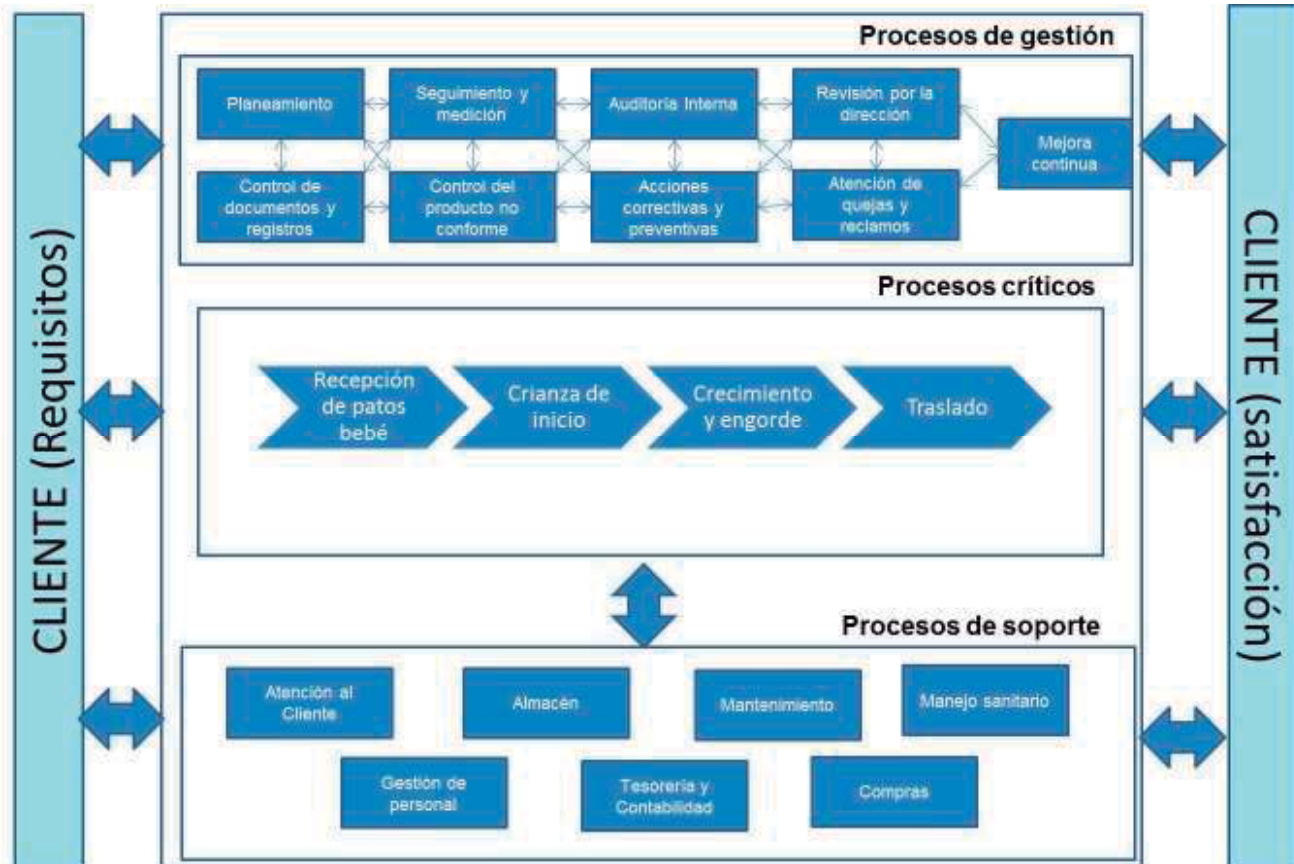 CLIENTE (Requisitos)
Procesos de gestión
Planeamiento
Seguimiento y
medición
Auditoría Interna
Revisión por la
dirección
Mejora
continua
Control de
documentos y
registros
Control del
producto no
conforme
Acciones
correctivas y
preventivas
Atención de
quejas y
reclamos
Procesos críticos
Recepción
de patos
bebé
Crianza de
inicio
Crecimiento
y engorde
Traslado
Procesos de soporte
Atención al
Cliente
Almacén
Mantenimiento
Manejo sanitario
Gestión de
personal
Tesorería y
Contabilidad
Compras
CLIENTE (satisfacción)